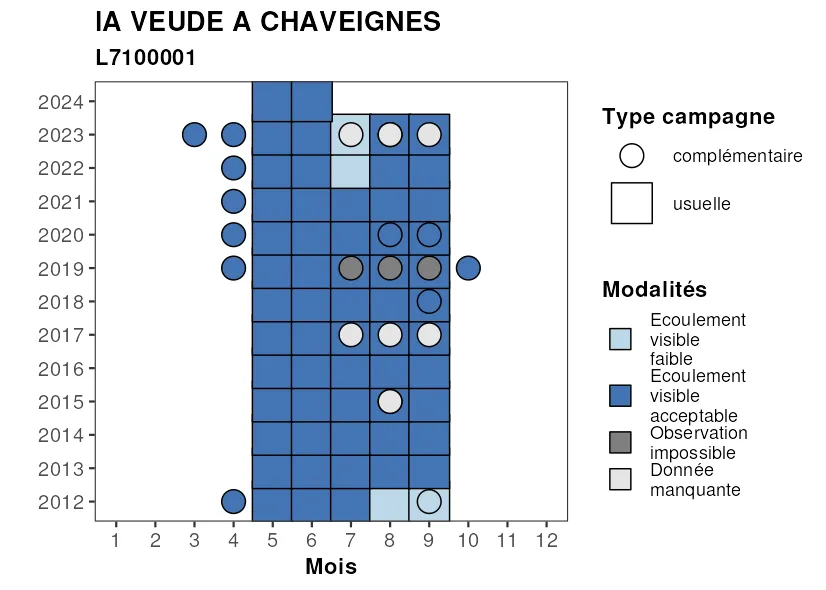 IA VEUDE A CHAVEIGNES
L7100001
2024
2023
2022
2021
2020
2019
2018
2017
2016
2015
2014
2013
2012
1 2 3 4 5 6 7 8 9 10 11 12
Mois
Type campagne
complémentaire
usuelle
Modalités
Ecoulement
visible
faible
Ecoulement
visible
acceptable
Observation
impossible
Donnée
manquante